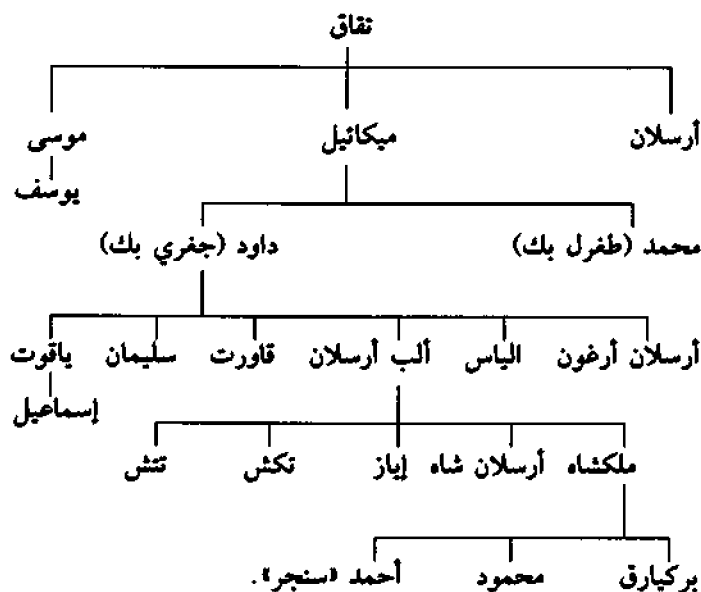 تقاق
أرسلان ميكائيل موسى
يوسف
محمد (طغرل بك) داود (جفري بك)
أرسلان أرغون الياس ألب أرسلان قاورت سليمان ياقوت
إسماعيل
ملكشاه أرسلان شاه إياز تكش تتش
بركيارق محمود أحمد «سنجر».